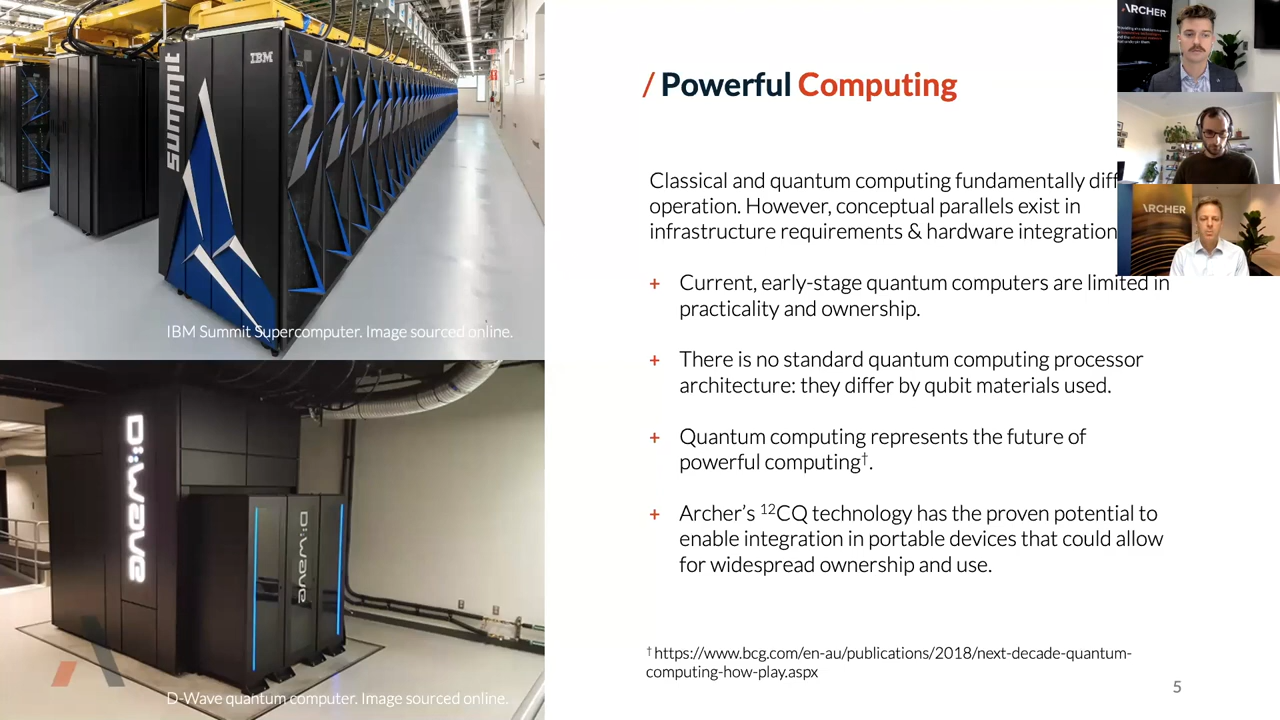 summit
IBM
IBM Summit Supercomputer. Image sourced online.
D:wave
D:wave
D-Wave quantum computer. Image sourced online.
/ Powerful Computing
Classical and quantum computing fundamentally diff
operation. However, conceptual parallels exist in
infrastructure requirements & hardware integration
+ Current, early-stage quantum computers are limited in
practicality and ownership.
+ There is no standard quantum computing processor
architecture: they differ by qubit materials used.
+ Quantum computing represents the future of
powerful computing†.
+ Archer’s ¹²CQ technology has the proven potential to
enable integration in portable devices that could allow
for widespread ownership and use.
† https://www.bcg.com/en-au/publications/2018/next-decade-quantum-
computing-how-play.aspx
5
ARCHER
ARCHER